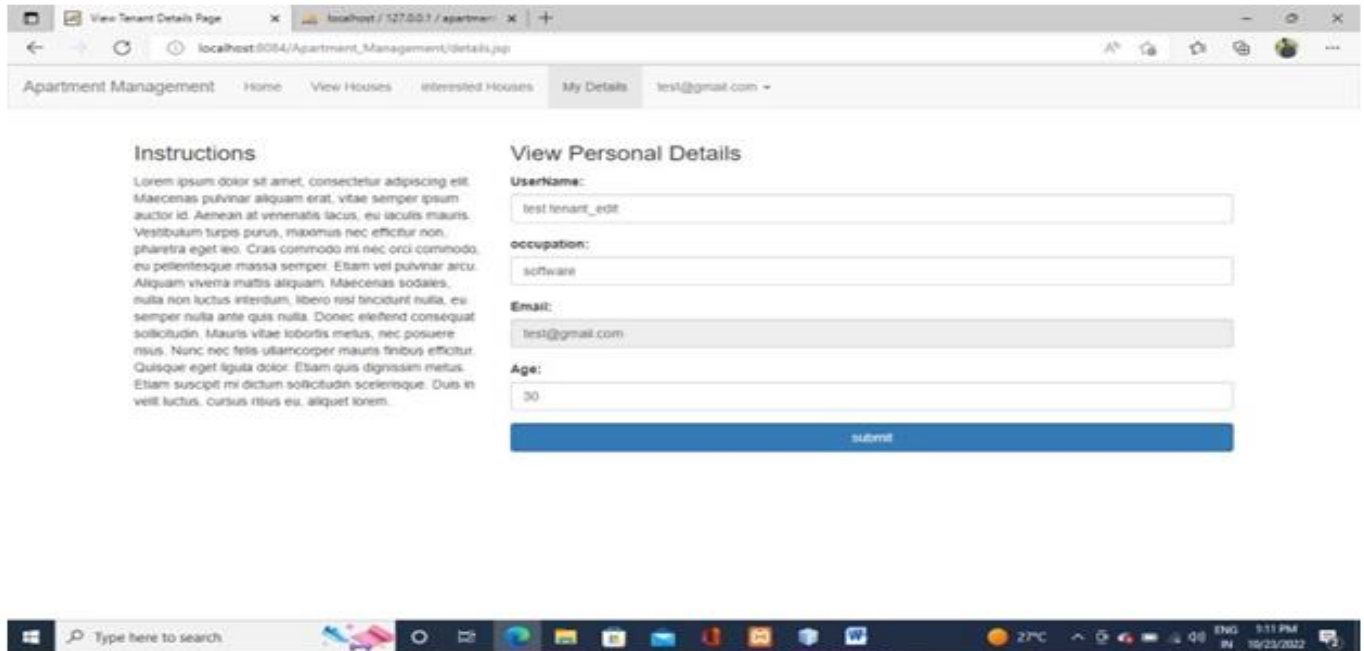 View Tenant Details Page
localhost / 127.0.0.1 / apartmen
localhost:8084/Apartment_Management/details.jsp
Apartment Management Home View Houses Interested Houses My Details test@gmail.com
Instructions
Lorem ipsum dolor sit amet, consectetur adipiscing elit.
Maecenas pulvinar aliquam erat, vitae semper ipsum
auctor id. Aenean at venenatis lacus, eu iaculis mauris.
Vestibulum turpis purus, maximus nec efficitur non,
pharetra eget leo. Cras commodo mi nec orci commodo,
eu pellentesque massa semper. Etiam vel pulvinar arcu.
Aliquam viverra mattis aliquam. Maecenas sodales,
nulla non luctus interdum, libero nisl tincidunt nulla, eu
semper nulla ante quis nulla. Donec eleifend consequat
sollicitudin. Mauris vitae lobortis metus, nec posuere
risus. Nunc nec felis ullamcorper mauris finibus efficitur.
Quisque eget ligula dolor. Etiam quis dignissim metus.
Etiam suscipit mi dictum sollicitudin scelerisque. Duis in
velit luctus, cursus risus eu, aliquet lorem.
View Personal Details
UserName:
test tenant_edit
occupation:
software
Email:
test@gmail.com
Age:
30
submit
Type here to search
27°C
ENG
IN
1:11 PM
10/23/2022